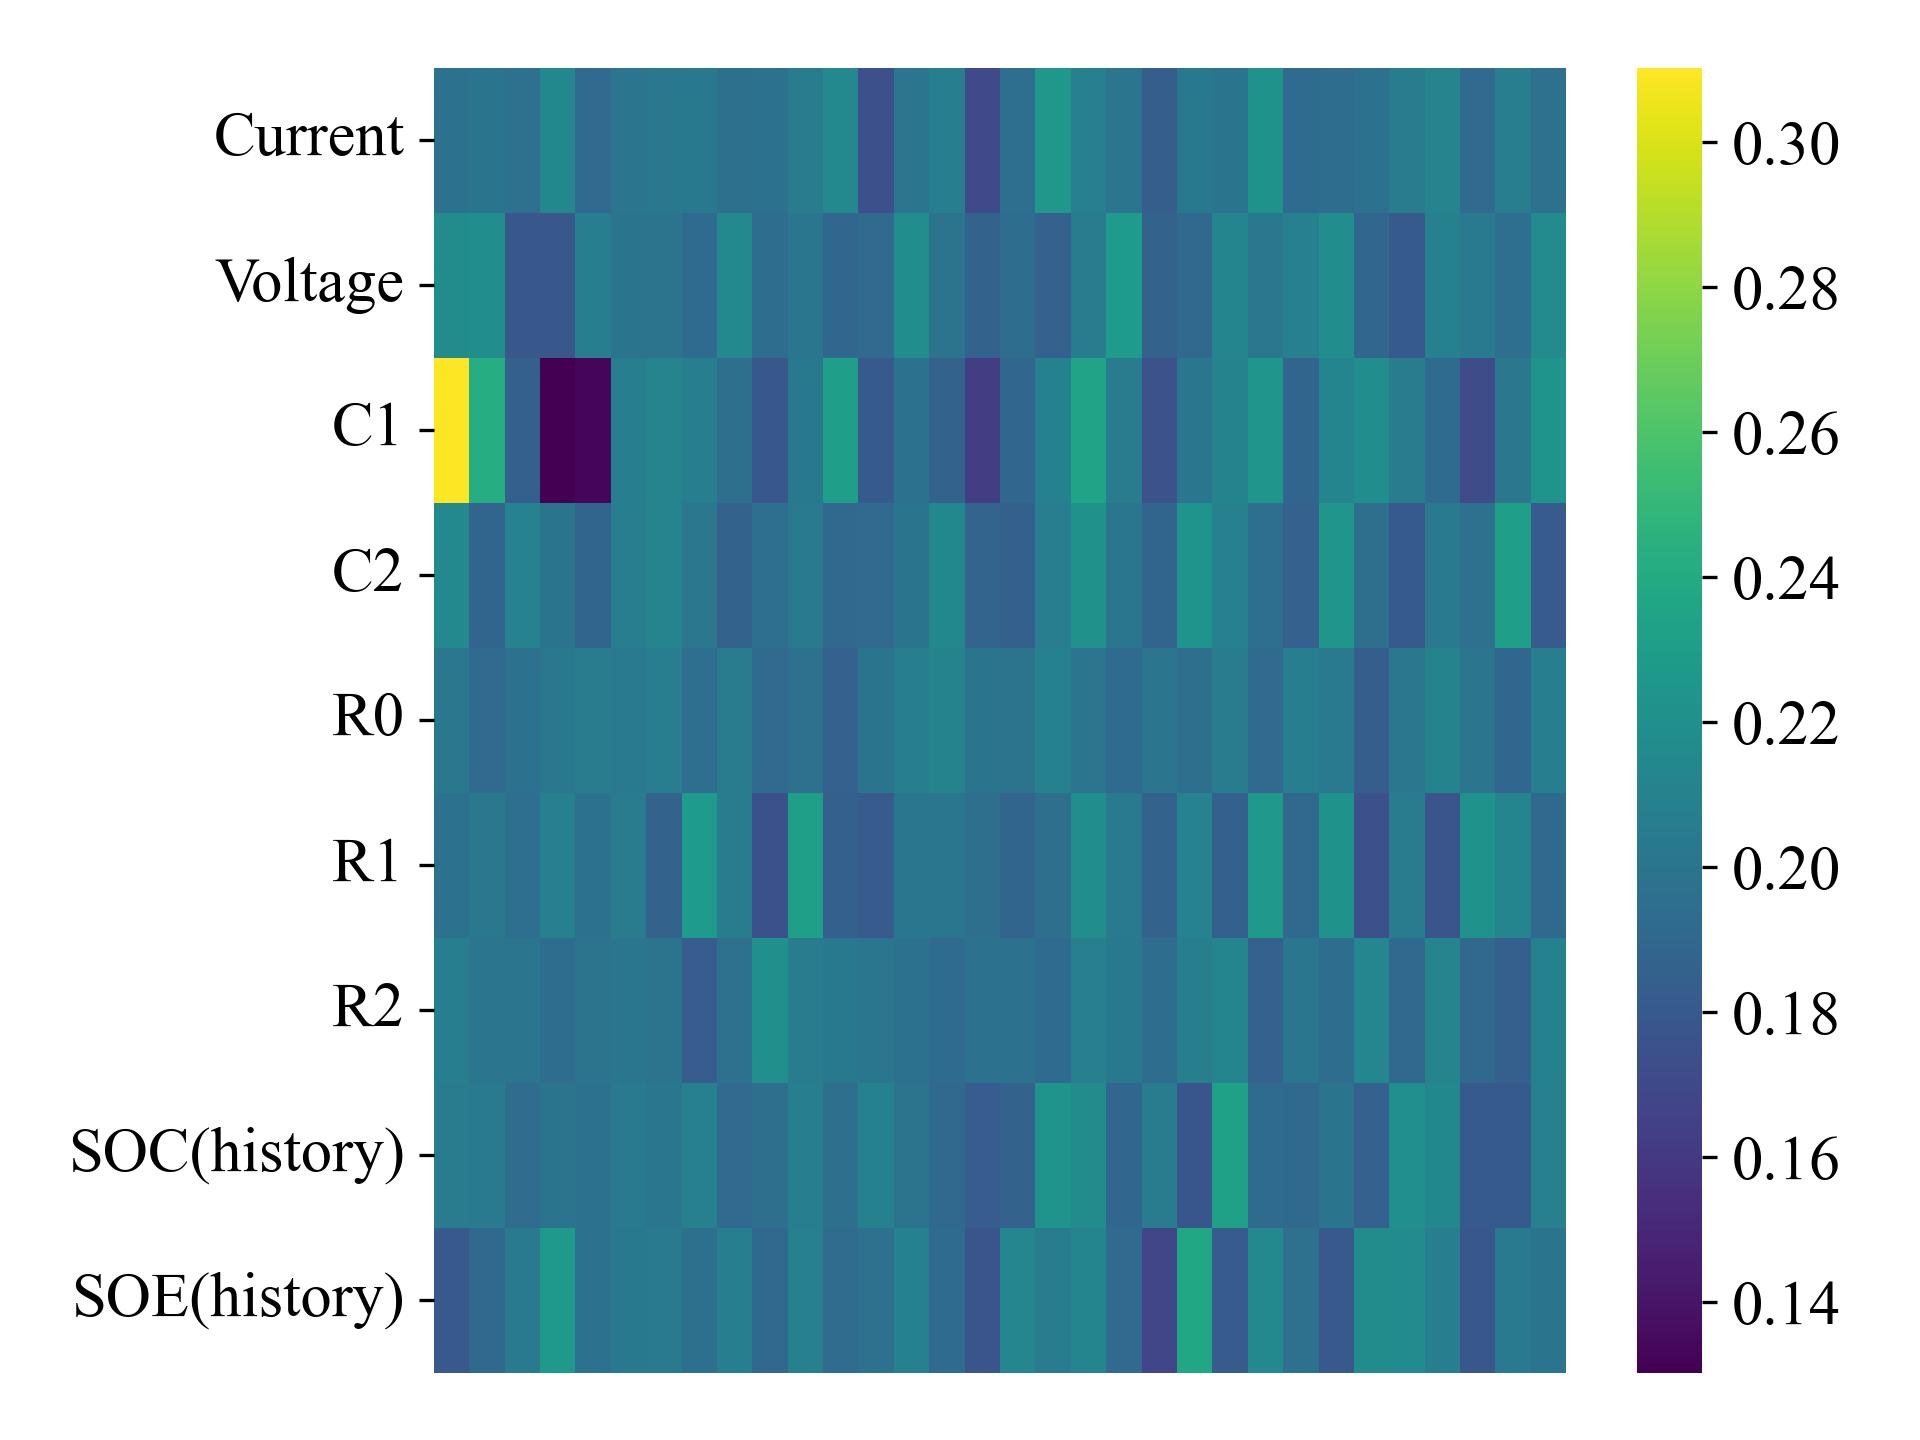 Current
Voltage
C1
C2
R0
R1
R2
SOC(history)
SOE(history)
0.30
0.28
0.26
0.24
0.22
0.20
0.18
0.16
0.14